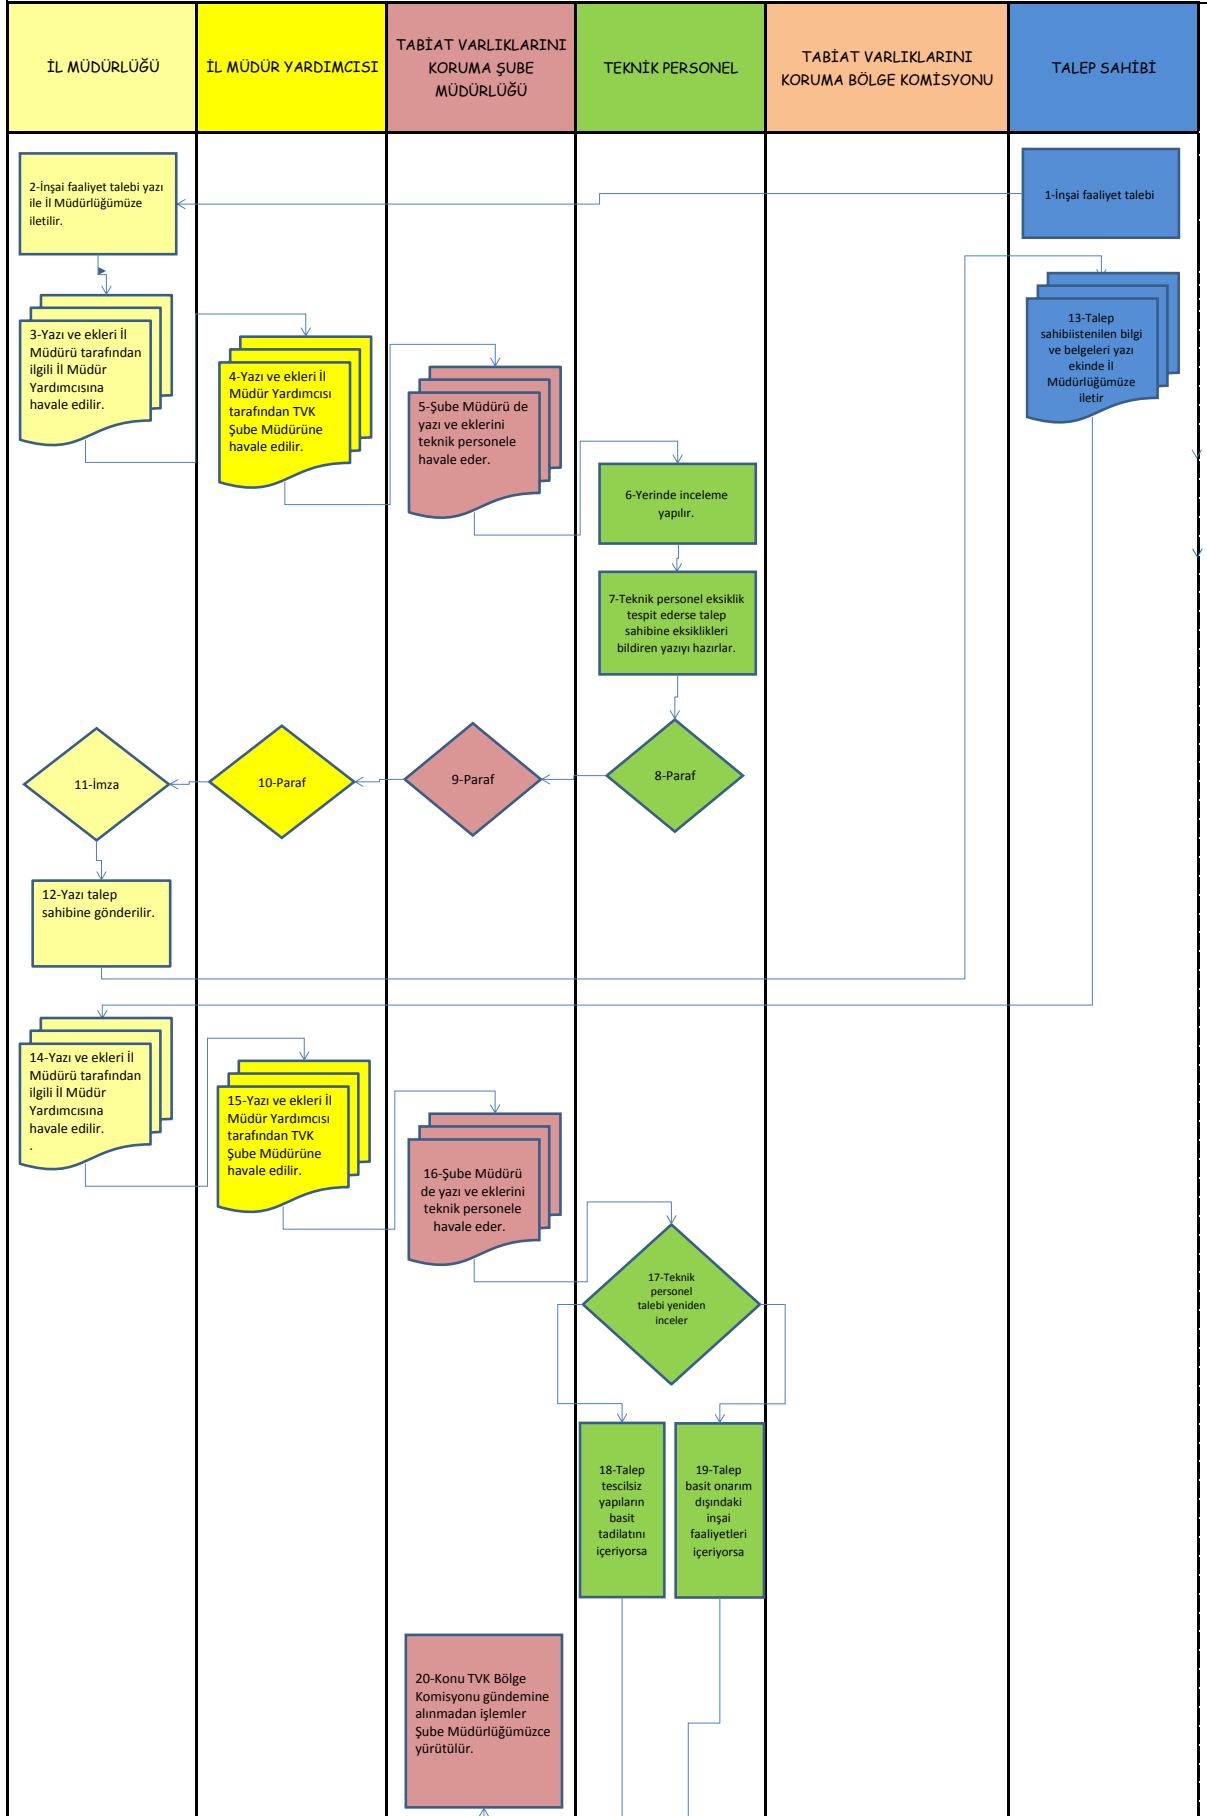 İL MÜDÜRLÜĞÜ
İL MÜDÜR YARDIMCISI
TABİAT VARLIKLARINI
KORUMA ŞUBE
MÜDÜRLÜĞÜ
TEKNİK PERSONEL
TABİAT VARLIKLARINI
KORUMA BÖLGE KOMİSYONU
TALEP SAHİBİ
1-İnşai faaliyet talebi
2-İnşai faaliyet talebi yazı
ile İl Müdürlüğümüze
iletilir.
3-Yazı ve ekleri İl
Müdürü tarafından
ilgili İl Müdür
Yardımcısına
havale edilir.
4-Yazı ve ekleri İl
Müdür Yardımcısı
tarafından TVK
Şube Müdürüne
havale edilir.
5-Şube Müdürü de
yazı ve eklerini
teknik personele
havale eder.
6-Yerinde inceleme
yapılır.
7-Teknik personel eksiklik
tespit ederse talep
sahibine eksiklikleri
bildiren yazıyı hazırlar.
8-Paraf
9-Paraf
10-Paraf
11-İmza
12-Yazı talep
sahibine gönderilir.
13-Talep
sahibiistenilen bilgi
ve belgeleri yazı
ekinde İl
Müdürlüğümüze
iletir
14-Yazı ve ekleri İl
Müdürü tarafından
ilgili İl Müdür
Yardımcısına
havale edilir.
.
15-Yazı ve ekleri İl
Müdür Yardımcısı
tarafından TVK
Şube Müdürüne
havale edilir.
16-Şube Müdürü
de yazı ve eklerini
teknik personele
havale eder.
17-Teknik
personel
talebi yeniden
inceler
18-Talep
tescilsiz
yapıların
basit
tadilatını
içeriyorsa
19-Talep
basit onarım
dışındaki
inşai
faaliyetleri
içeriyorsa
20-Konu TVK Bölge
Komisyonu gündemine
alınmadan işlemler
Şube Müdürlüğümüzce
yürütülür.